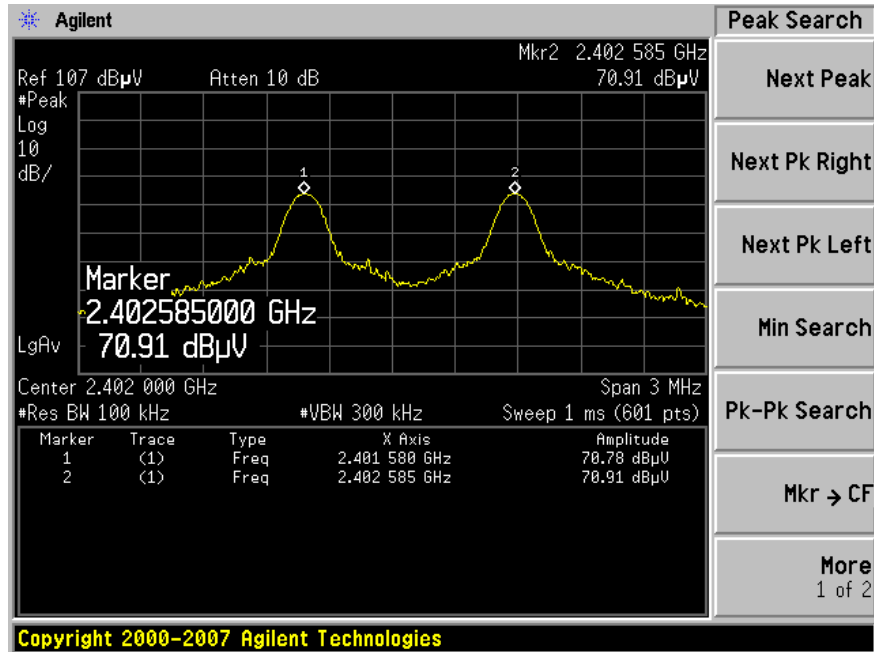 Agilent
Peak Search
Mkr2 2.402 585 GHz
Ref 107 dBµV Atten 10 dB 70.91 dBµV
#Peak
Log
10
dB/
1
2
Marker
2.402585000 GHz
70.91 dBµV
LgAv
Center 2.402 000 GHz Span 3 MHz
#Res BW 100 kHz #VBW 300 kHz Sweep 1 ms (601 pts)
Marker Trace Type X Axis Amplitude
1 (1) Freq 2.401 580 GHz 70.78 dBµV
2 (1) Freq 2.402 585 GHz 70.91 dBµV
Next Peak
Next Pk Right
Next Pk Left
Min Search
Pk-Pk Search
Mkr → CF
More
1 of 2
Copyright 2000-2007 Agilent Technologies